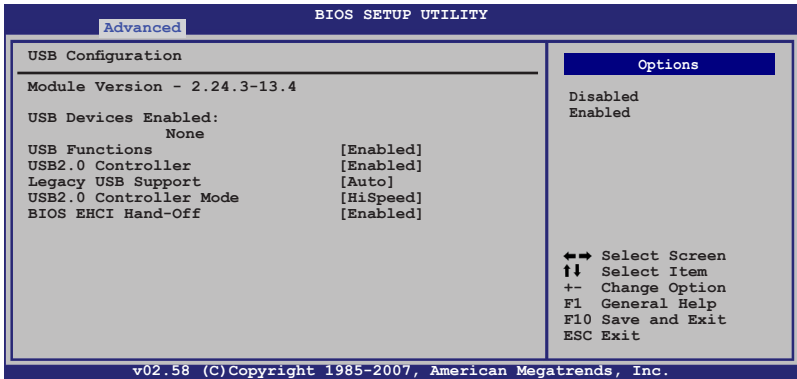 BIOS SETUP UTILITY
Advanced
USB Configuration
Module Version - 2.24.3-13.4
USB Devices Enabled:
None
USB Functions [Enabled]
USB2.0 Controller [Enabled]
Legacy USB Support [Auto]
USB2.0 Controller Mode [HiSpeed]
BIOS EHCI Hand-Off [Enabled]
Options
Disabled
Enabled
←→ Select Screen
↑↓ Select Item
+- Change Option
F1 General Help
F10 Save and Exit
ESC Exit
v02.58 (C)Copyright 1985-2007, American Megatrends, Inc.